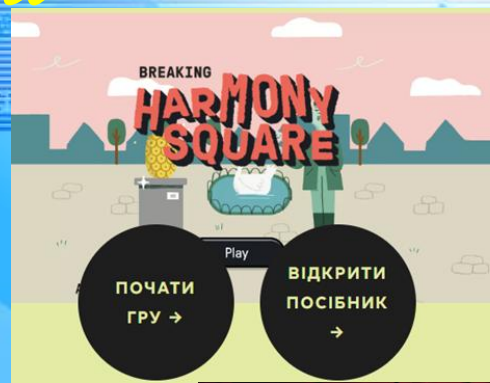 BREAKING
HARMONY
SQUARE
Play
ПОЧАТИ
ГРУ →
ВІДКРИТИ
ПОСІБНИК
→